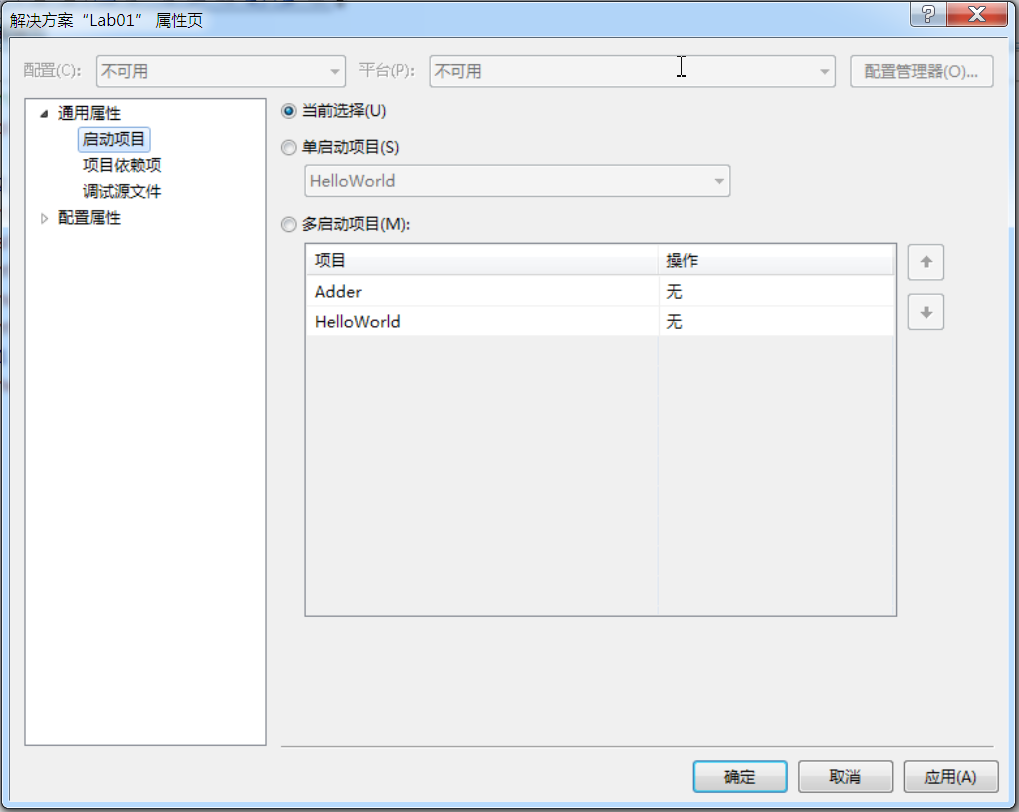 解决方案“Lab01” 属性页
配置(C): 不可用 平台(P): 不可用 配置管理器(O)...
通用属性
启动项目
项目依赖项
调试源文件
配置属性
当前选择(U)
单启动项目(S)
HelloWorld
多启动项目(M):
项目 操作
Adder 无
HelloWorld 无
确定 取消 应用(A)